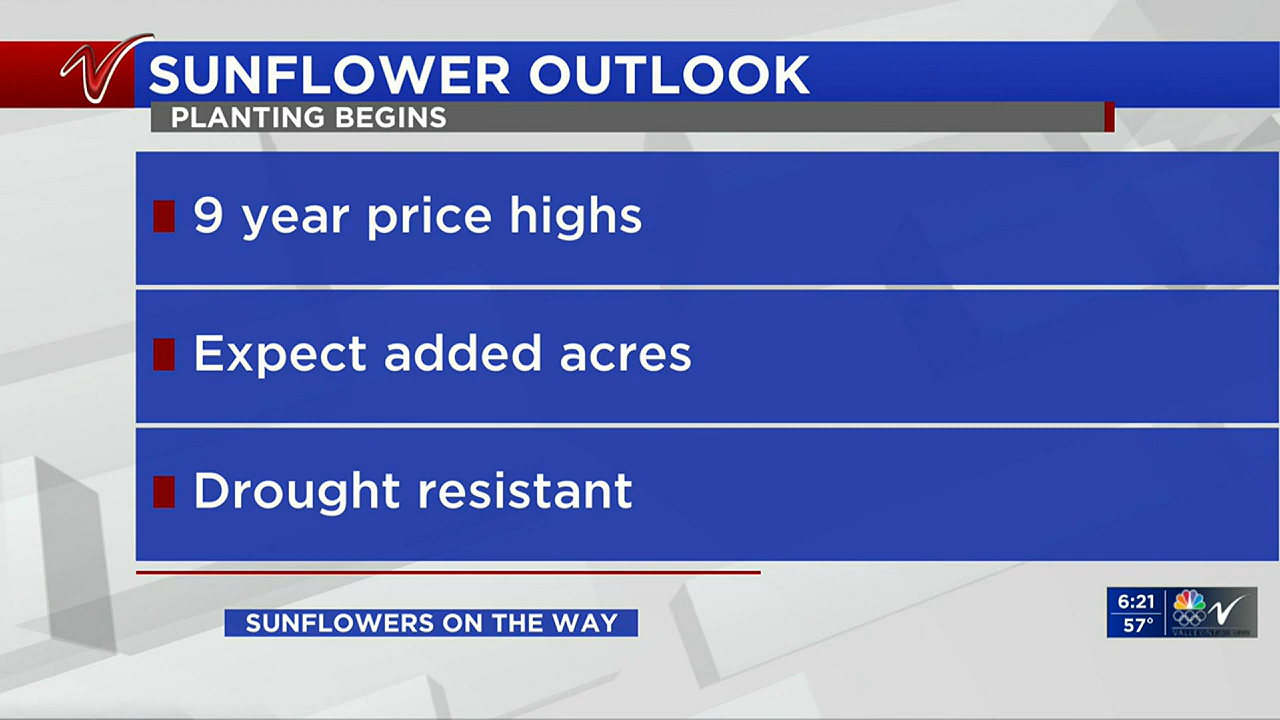 SUNFLOWER OUTLOOK
PLANTING BEGINS
9 year price highs
Expect added acres
Drought resistant
SUNFLOWERS ON THE WAY
6:21
57°